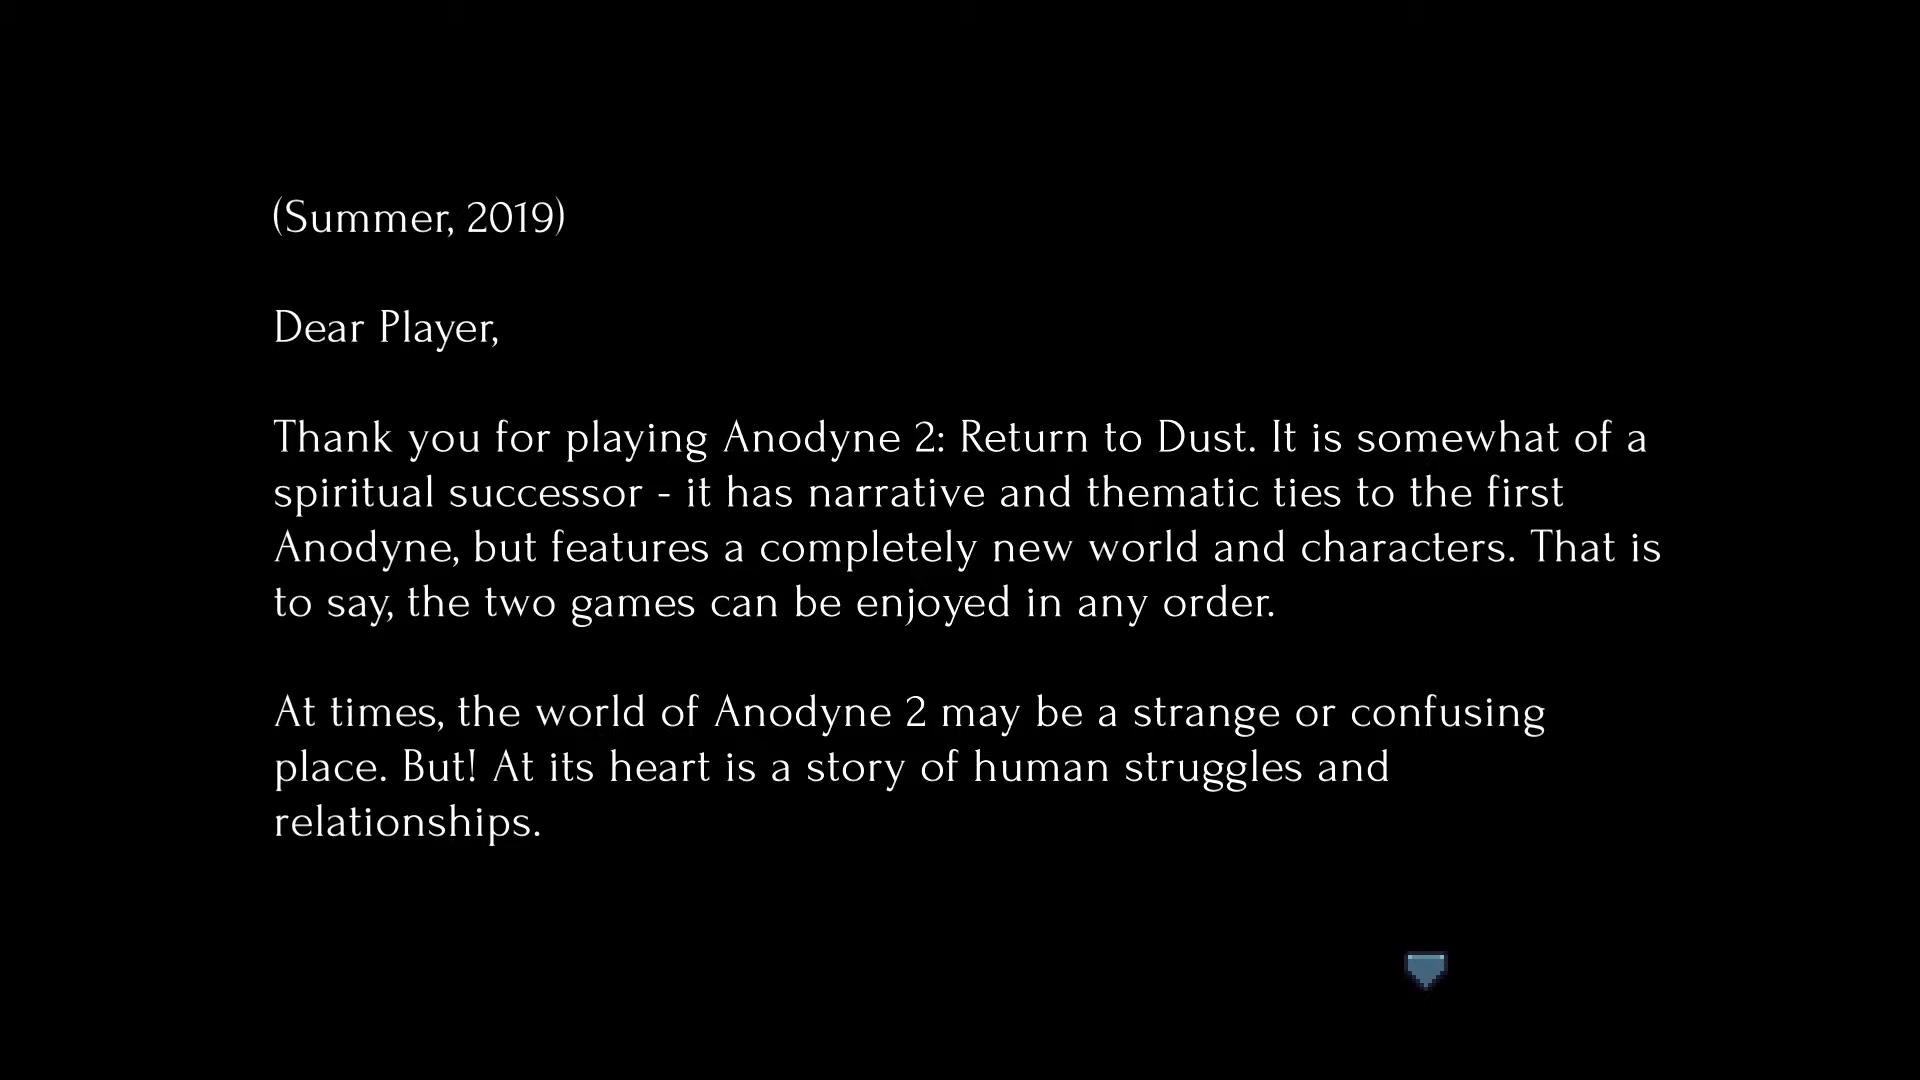 (Summer, 2019)
Dear Player,
Thank you for playing Anodyne 2: Return to Dust. It is somewhat of a
spiritual successor - it has narrative and thematic ties to the first
Anodyne, but features a completely new world and characters. That is
to say, the two games can be enjoyed in any order.
At times, the world of Anodyne 2 may be a strange or confusing
place. But! At its heart is a story of human struggles and
relationships.